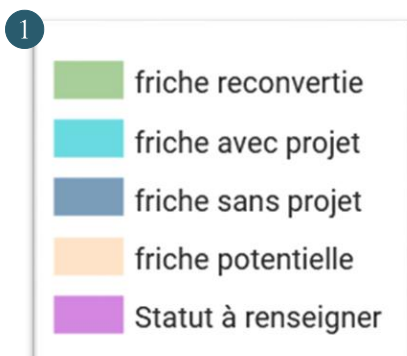 1
friche reconvertie
friche avec projet
friche sans projet
friche potentielle
Statut à renseigner